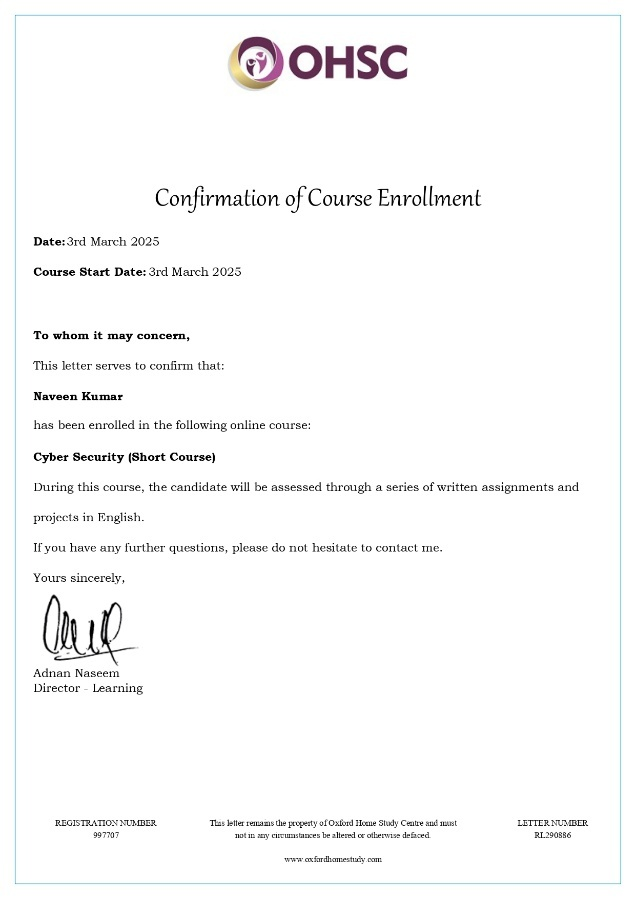 OHSC
Confirmation of Course Enrollment
Date: 3rd March 2025
Course Start Date: 3rd March 2025
To whom it may concern,
This letter serves to confirm that:
Naveen Kumar
has been enrolled in the following online course:
Cyber Security (Short Course)
During this course, the candidate will be assessed through a series of written assignments and
projects in English.
If you have any further questions, please do not hesitate to contact me.
Yours sincerely,
Adnan Naseem
Director - Learning
REGISTRATION NUMBER
997707
This letter remains the property of Oxford Home Study Centre and must
not in any circumstances be altered or otherwise defaced.
LETTER NUMBER
RL290886
www.oxfordhomestudy.com